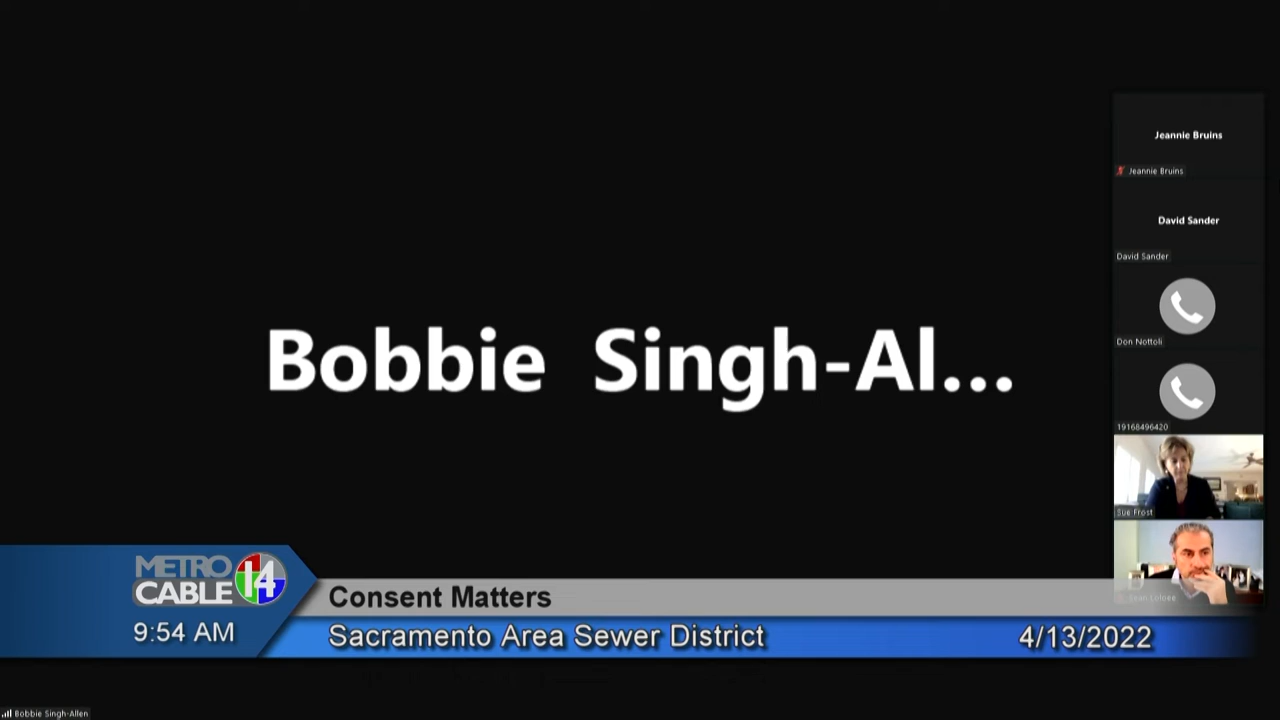 Jeannie Bruins
Jeannie Bruins
David Sander
David Sander
Don Nottoli
19168496420
Sue Frost
Bobbie Singh-Al...
METRO
CABLE 14
9:54 AM
Consent Matters
Sacramento Area Sewer District
4/13/2022
Bobbie Singh-Allen